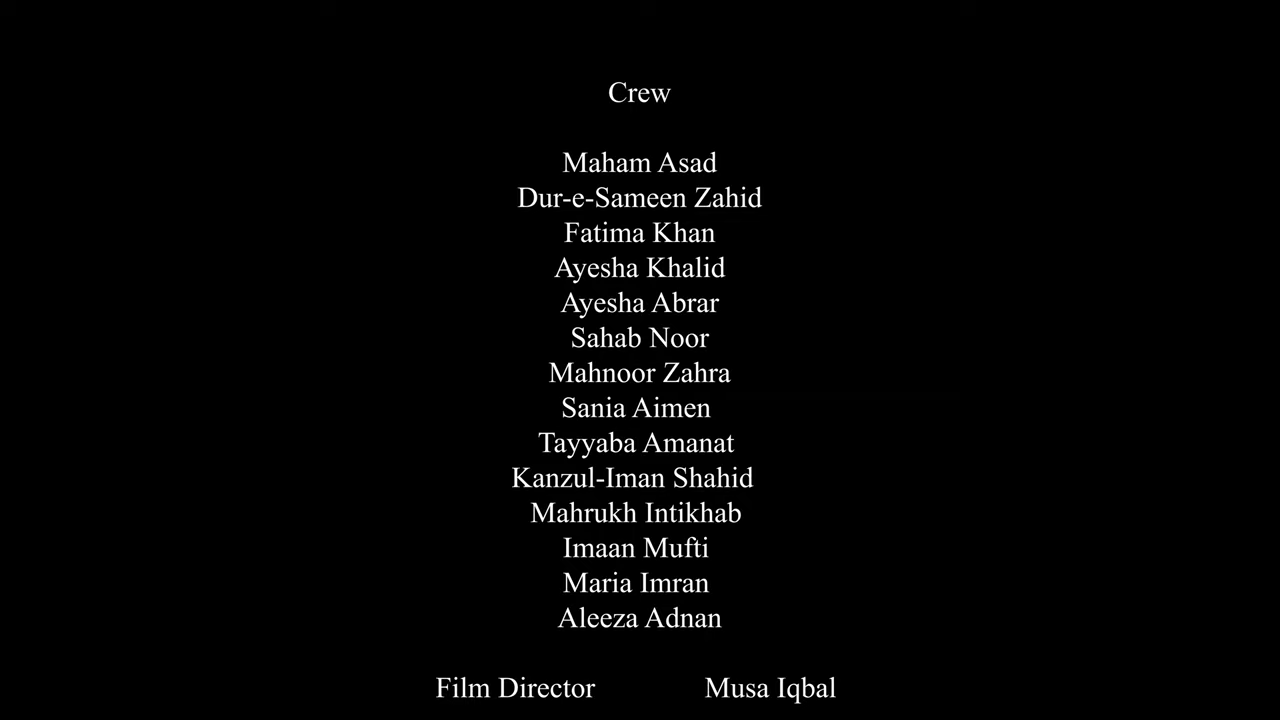 Crew
Maham Asad
Dur-e-Sameen Zahid
Fatima Khan
Ayesha Khalid
Ayesha Abrar
Sahab Noor
Mahnoor Zahra
Sania Aimen
Tayyaba Amanat
Kanzul-Iman Shahid
Mahrukh Intikhab
Imaan Mufti
Maria Imran
Aleeza Adnan
Film Director Musa Iqbal